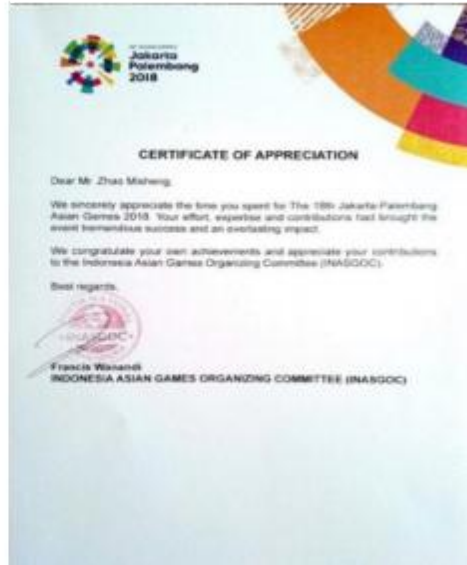 18th ASIAN GAMES
Jakarta
Palembang
2018
CERTIFICATE OF APPRECIATION
Dear Mr. Zhao Misheng,
We sincerely appreciate the time you spent for The 18th Jakarta-Palembang
Asian Games 2018. Your effort, expertise and contributions had brought the
event tremendous success and an everlasting impact.
We congratulate your own achievements and appreciate your contributions
to the Indonesia Asian Games Organizing Committee (INASGOC).
Best regards,
INASGOC
Francis Wanandi
INDONESIA ASIAN GAMES ORGANIZING COMMITTEE (INASGOC)